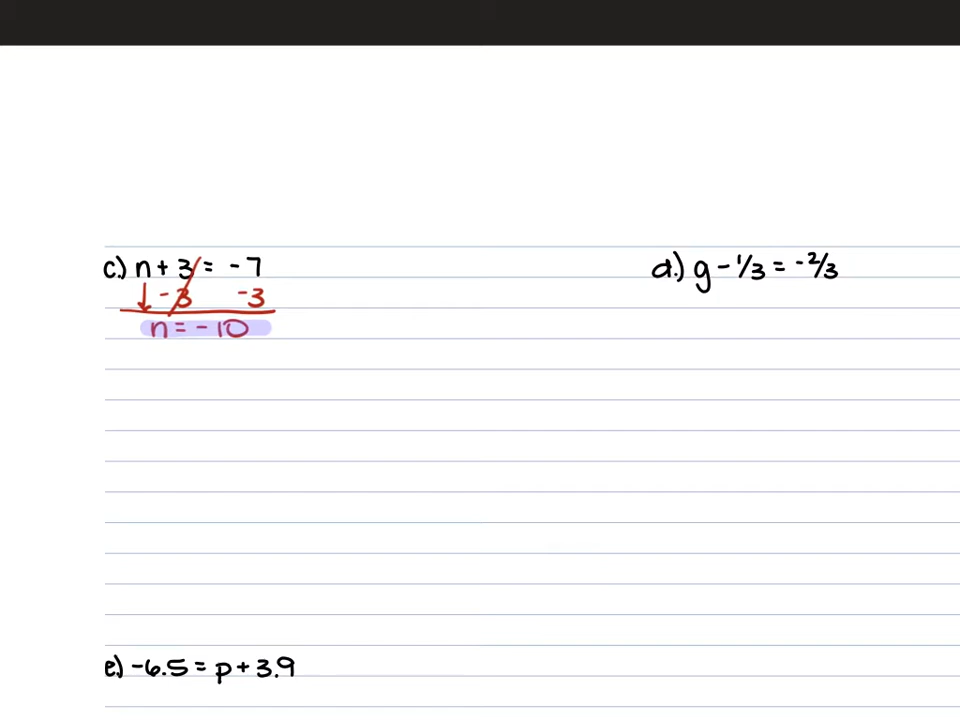 c.) n + 3 = - 7
↓ - 3 - 3
n = - 10
d.) g - 1/3 = -2/3
e.) -6.5 = p + 3.9